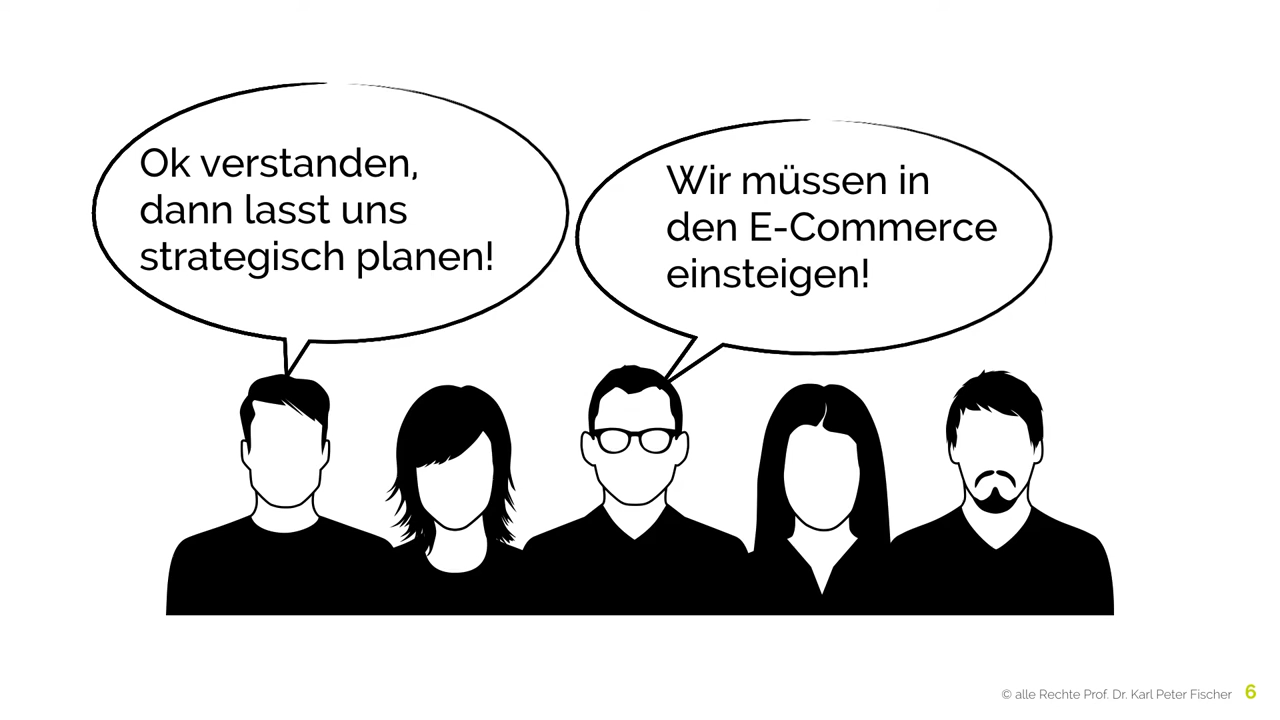 Ok verstanden,
dann lasst uns
strategisch planen!
Wir müssen in
den E-Commerce
einsteigen!
© alle Rechte Prof. Dr. Karl Peter Fischer 6